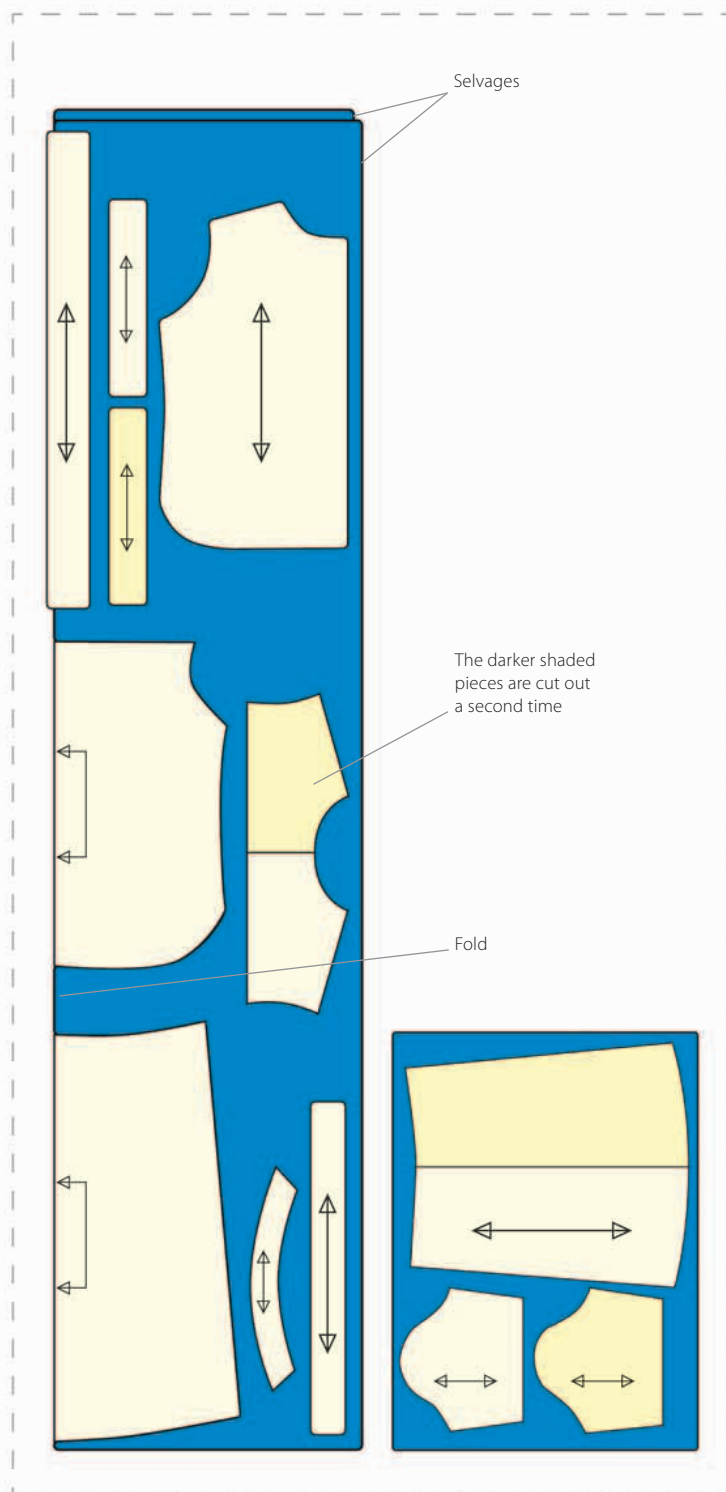 Selvages
The darker shaded
pieces are cut out
a second time
Fold